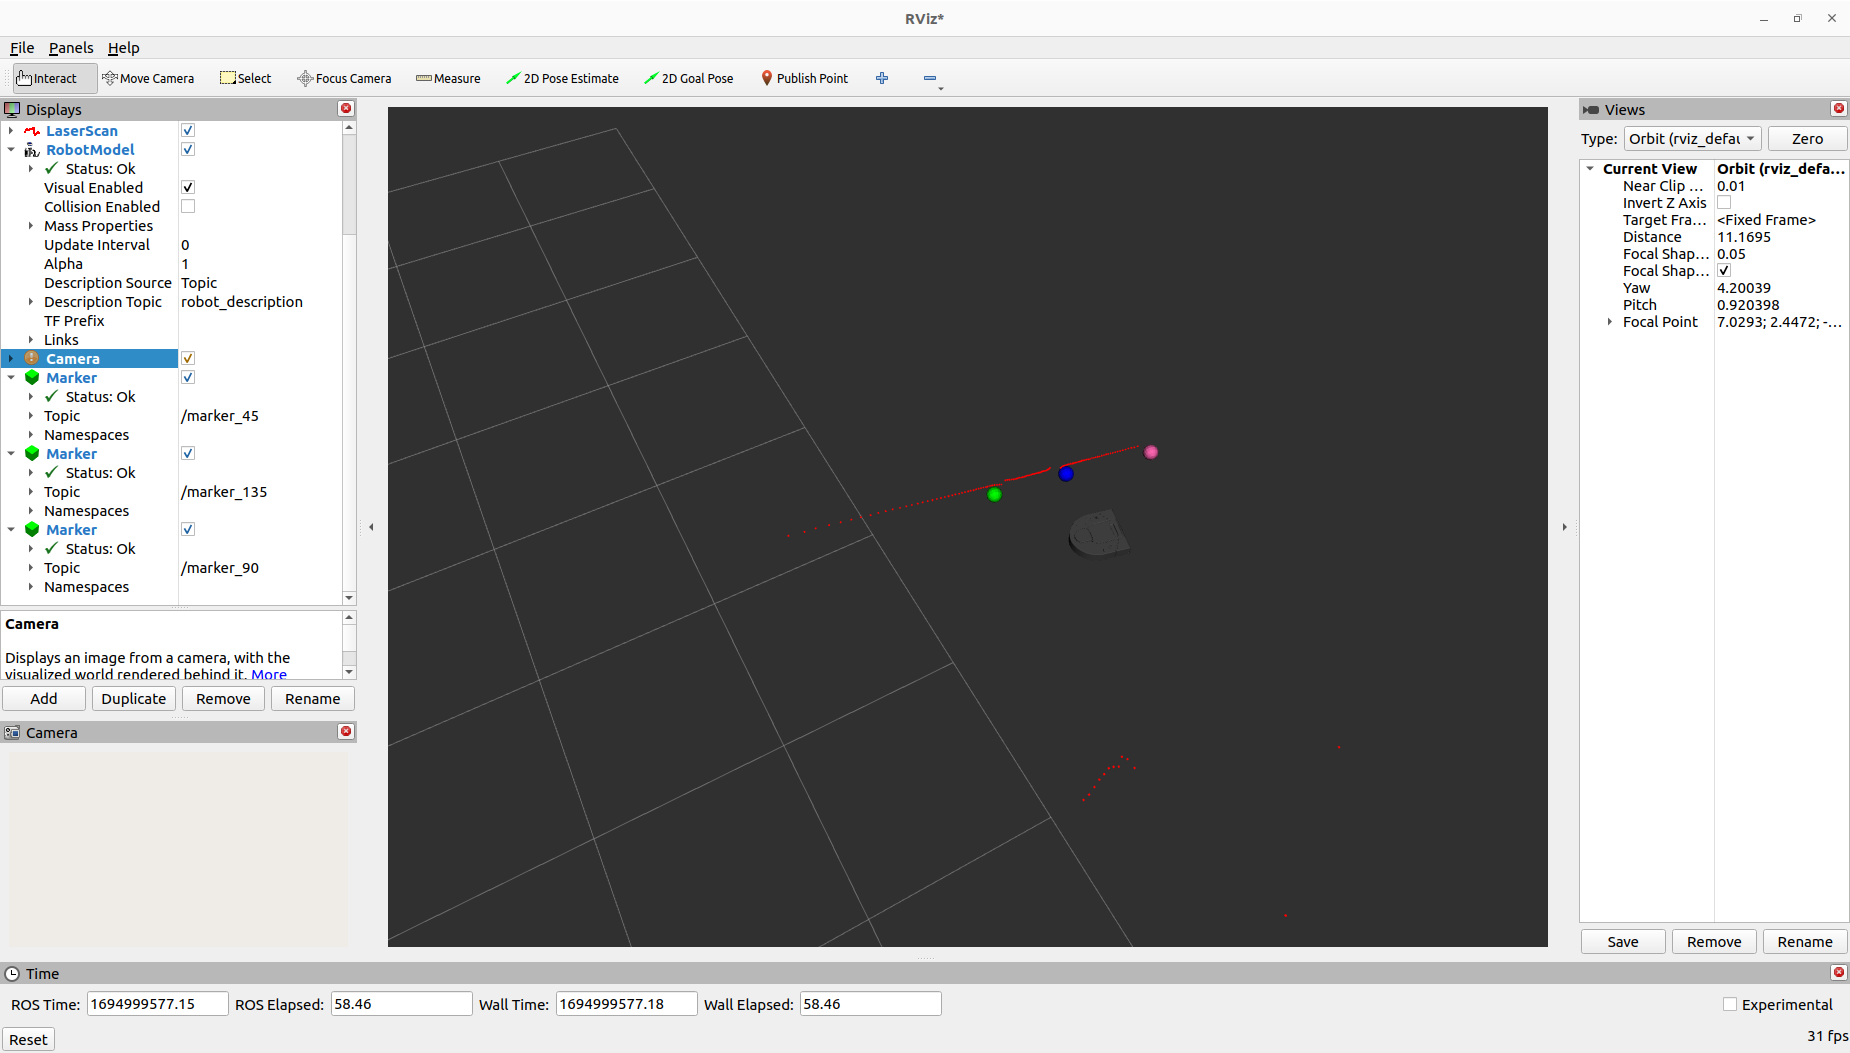 RViz*
File Panels Help
Interact Move Camera Select Focus Camera Measure 2D Pose Estimate 2D Goal Pose Publish Point
Displays
LaserScan
RobotModel
Status: Ok
Visual Enabled
Collision Enabled
Mass Properties
Update Interval 0
Alpha 1
Description Source Topic
Description Topic robot_description
TF Prefix
Links
Camera
Marker
Status: Ok
Topic /marker_45
Namespaces
Marker
Status: Ok
Topic /marker_135
Namespaces
Marker
Status: Ok
Topic /marker_90
Namespaces
Camera
Displays an image from a camera, with the
visualized world rendered behind it. More
Add Duplicate Remove Rename
Camera
Views
Type: Orbit (rviz_defau Zero
Current View Orbit (rviz_defa...
Near Clip ... 0.01
Invert Z Axis
Target Fra... <Fixed Frame>
Distance 11.1695
Focal Shap... 0.05
Focal Shap...
Yaw 4.20039
Pitch 0.920398
Focal Point 7.0293; 2.4472; -...
Save Remove Rename
Time
ROS Time: 1694999577.15 ROS Elapsed: 58.46 Wall Time: 1694999577.18 Wall Elapsed: 58.46 Experimental
Reset 31 fps